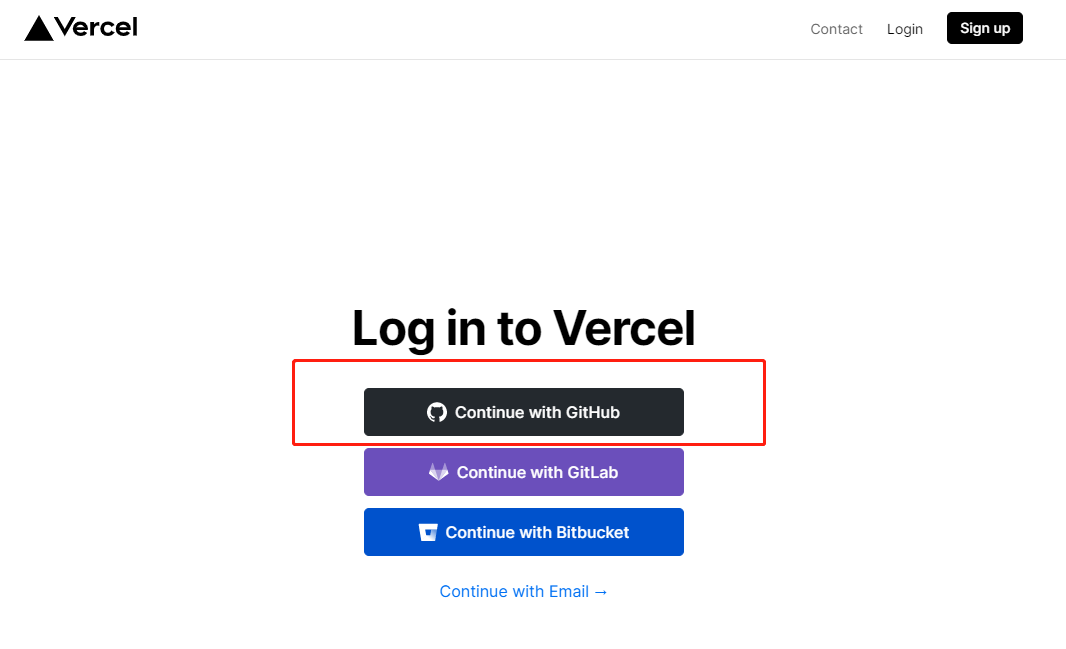 Vercel
Contact
Login
Sign up
Log in to Vercel
Continue with GitHub
Continue with GitLab
Continue with Bitbucket
Continue with Email →